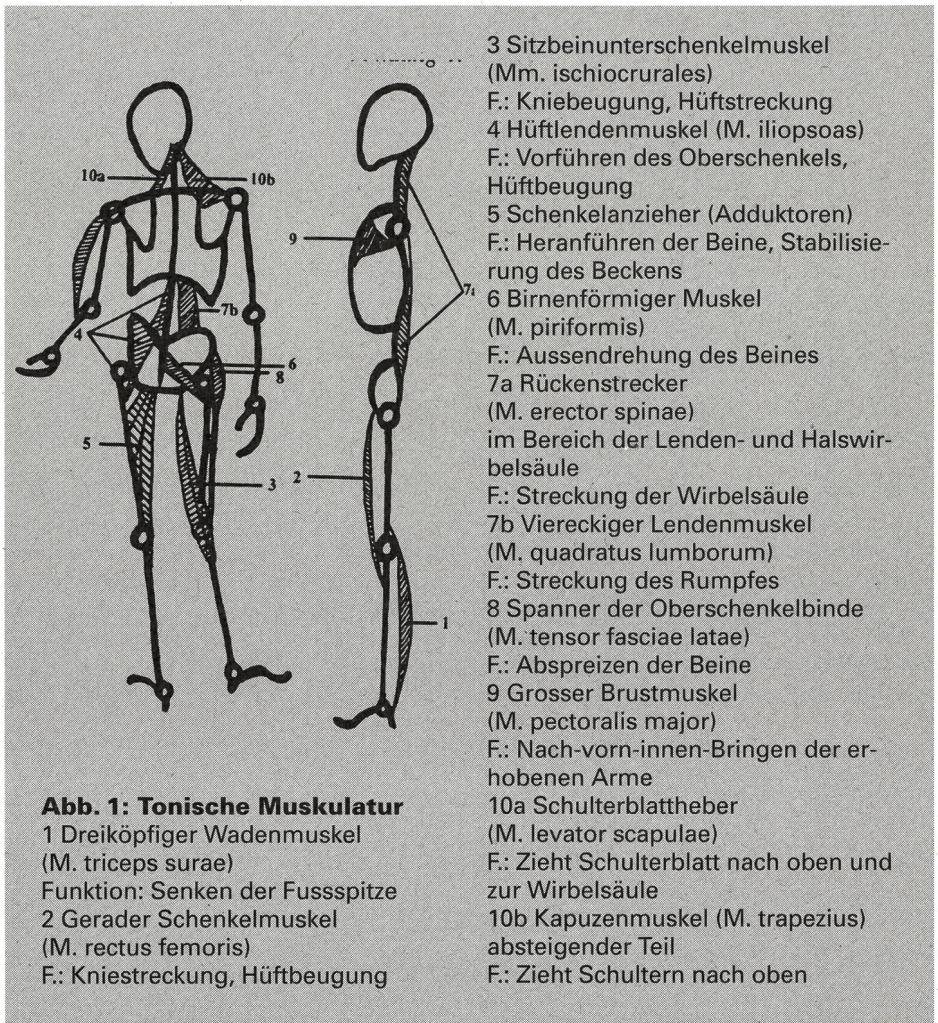 10a
10b
9
7b
4
6
8
5
3
2
1
Abb. 1: Tonische Muskulatur
1 Dreiköpfiger Wadenmuskel
(M. triceps surae)
Funktion: Senken der Fussspitze
2 Gerader Schenkelmuskel
(M. rectus femoris)
F.: Kniestreckung, Hüftbeugung
3 Sitzbeinunterschenkelmuskel
(Mm. ischiocrurales)
F.: Kniebeugung, Hüftstreckung
4 Hüftlendenmuskel (M. iliopsoas)
F.: Vorführen des Oberschenkels,
Hüftbeugung
5 Schenkelanzieher (Adduktoren)
F.: Heranführen der Beine, Stabilisie-
rung des Beckens
6 Birnenförmiger Muskel
(M. piriformis)
F.: Aussendrehung des Beines
7a Rückenstrecker
(M. erector spinae)
im Bereich der Lenden- und Halswir-
belsäule
F.: Streckung der Wirbelsäule
7b Viereckiger Lendenmuskel
(M. quadratus lumborum)
F.: Streckung des Rumpfes
8 Spanner der Oberschenkelbinde
(M. tensor fasciae latae)
F.: Abspreizen der Beine
9 Grosser Brustmuskel
(M. pectoralis major)
F.: Nach-vorn-innen-Bringen der er-
hobenen Arme
10a Schulterblattheber
(M. levator scapulae)
F.: Zieht Schulterblatt nach oben und
zur Wirbelsäule
10b Kapuzenmuskel (M. trapezius)
absteigender Teil
F.: Zieht Schultern nach oben